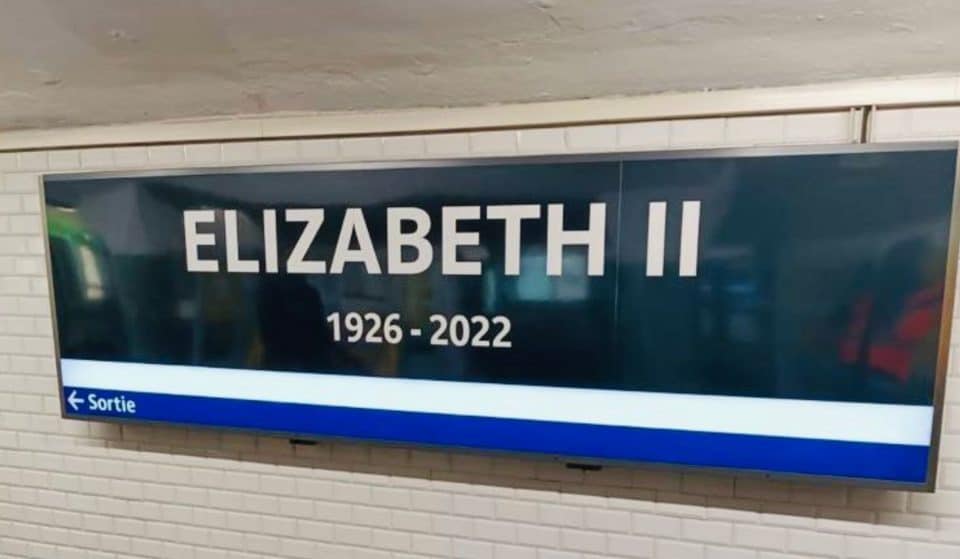 ELIZABETH II
1926 - 2022
← Sortie